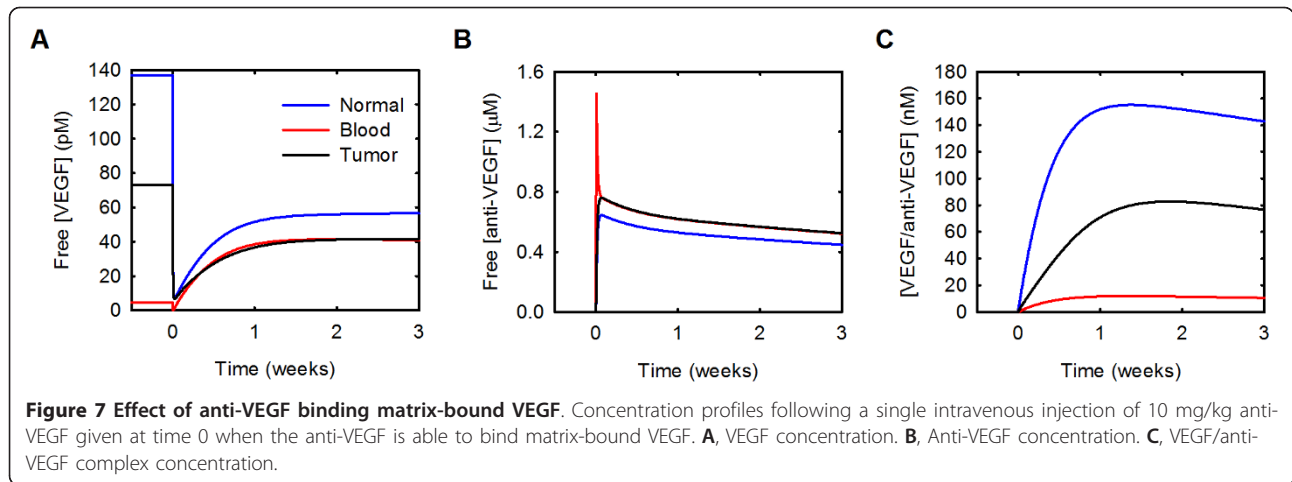 A
B
C
Free [VEGF] (pM)
140
120
100
80
60
40
20
0
Normal
Blood
Tumor
0
1
2
3
Time (weeks)
Free [anti-VEGF] (μM)
1.6
1.2
0.8
0.4
0.0
0
1
2
3
Time (weeks)
[VEGF/anti-VEGF] (nM)
180
160
140
120
100
80
60
40
20
0
0
1
2
3
Time (weeks)
Figure 7 Effect of anti-VEGF binding matrix-bound VEGF. Concentration profiles following a single intravenous injection of 10 mg/kg anti-
VEGF given at time 0 when the anti-VEGF is able to bind matrix-bound VEGF. A, VEGF concentration. B, Anti-VEGF concentration. C, VEGF/anti-
VEGF complex concentration.